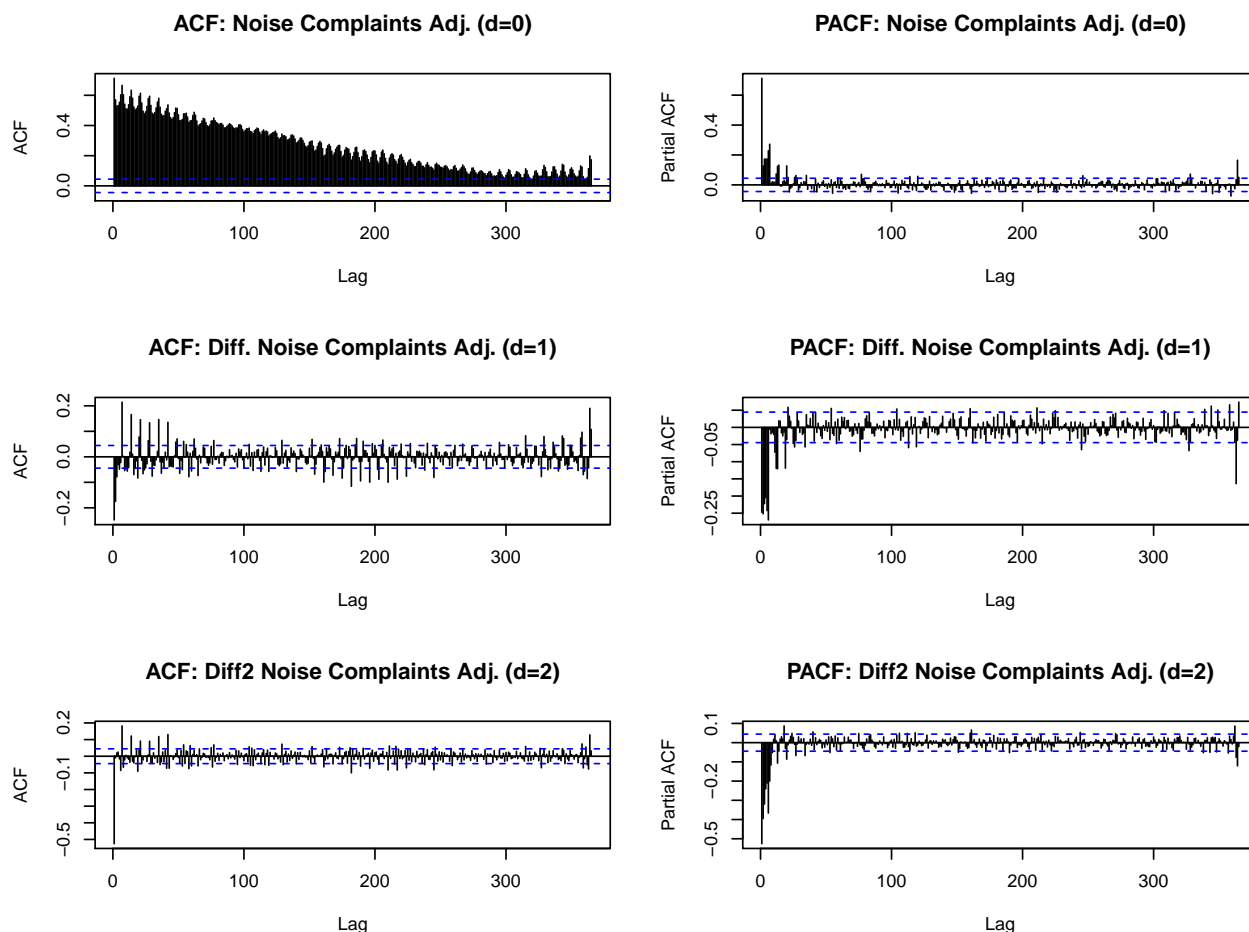 ACF: Noise Complaints Adj. (d=0)
ACF
0.0 0.4
0 100 200 300
Lag
PACF: Noise Complaints Adj. (d=0)
Partial ACF
0.0 0.4
0 100 200 300
Lag
ACF: Diff. Noise Complaints Adj. (d=1)
ACF
−0.2 0.0 0.2
0 100 200 300
Lag
PACF: Diff. Noise Complaints Adj. (d=1)
Partial ACF
−0.25 −0.05
0 100 200 300
Lag
ACF: Diff2 Noise Complaints Adj. (d=2)
ACF
−0.5 −0.1 0.2
0 100 200 300
Lag
PACF: Diff2 Noise Complaints Adj. (d=2)
Partial ACF
−0.5 −0.2 0.1
0 100 200 300
Lag